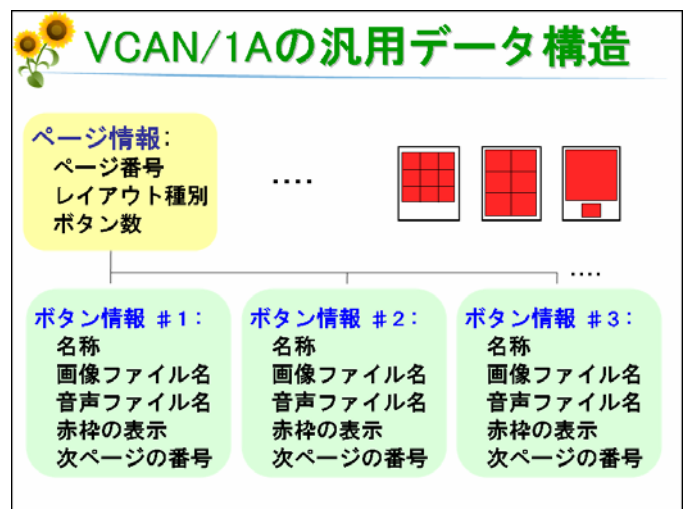 VCAN/1Aの汎用データ構造
ページ情報:
ページ番号
レイアウト種別
ボタン数
‥‥
‥‥
ボタン情報 #1:
名称
画像ファイル名
音声ファイル名
赤枠の表示
次ページの番号
ボタン情報 #2:
名称
画像ファイル名
音声ファイル名
赤枠の表示
次ページの番号
ボタン情報 #3:
名称
画像ファイル名
音声ファイル名
赤枠の表示
次ページの番号